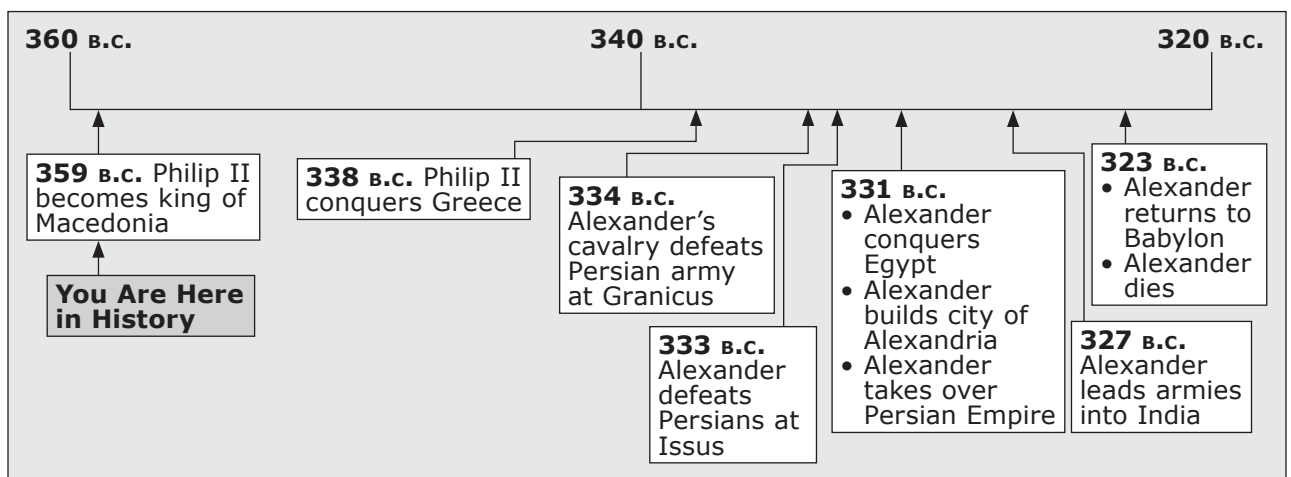 360 B.C.
340 B.C.
320 B.C.
359 B.C. Philip II
becomes king of
Macedonia
You Are Here
in History
338 B.C. Philip II
conquers Greece
334 B.C.
Alexander’s
cavalry defeats
Persian army
at Granicus
333 B.C.
Alexander
defeats
Persians at
Issus
331 B.C.
• Alexander
conquers
Egypt
• Alexander
builds city of
Alexandria
• Alexander
takes over
Persian Empire
327 B.C.
Alexander
leads armies
into India
323 B.C.
• Alexander
returns to
Babylon
• Alexander
dies